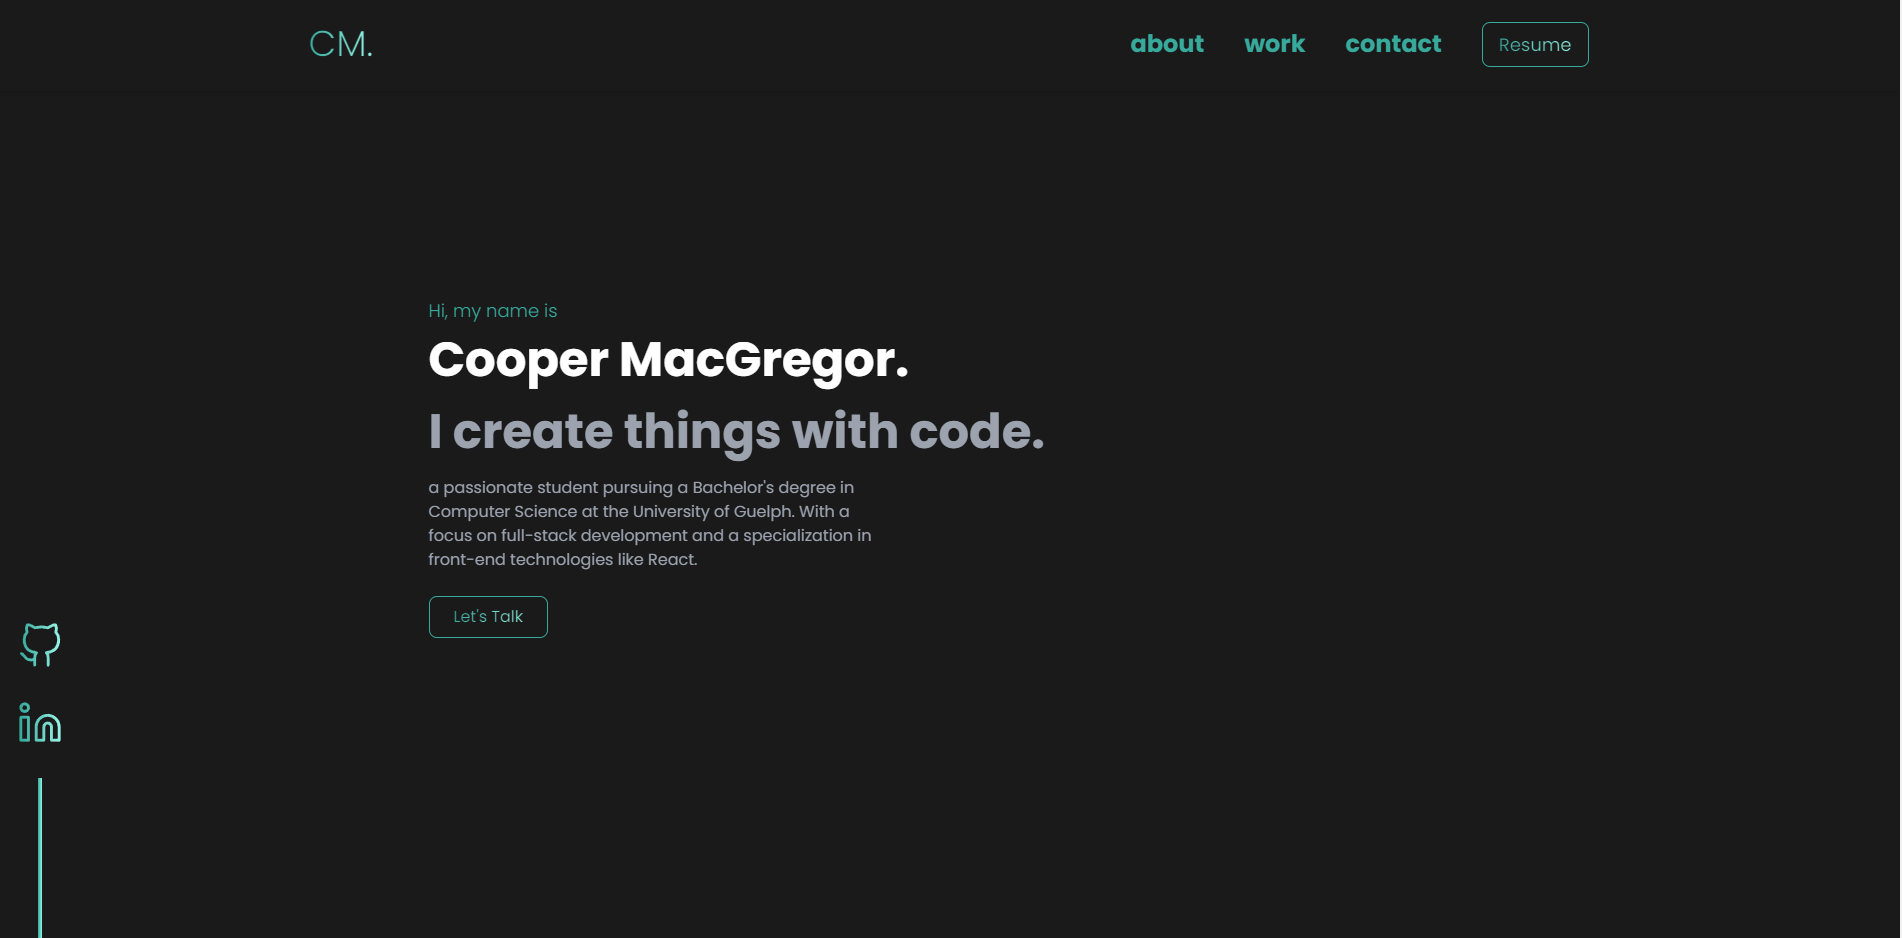 CM.
about work contact Resume
Hi, my name is
Cooper MacGregor.
I create things with code.
a passionate student pursuing a Bachelor's degree in
Computer Science at the University of Guelph. With a
focus on full-stack development and a specialization in
front-end technologies like React.
Let's Talk
in